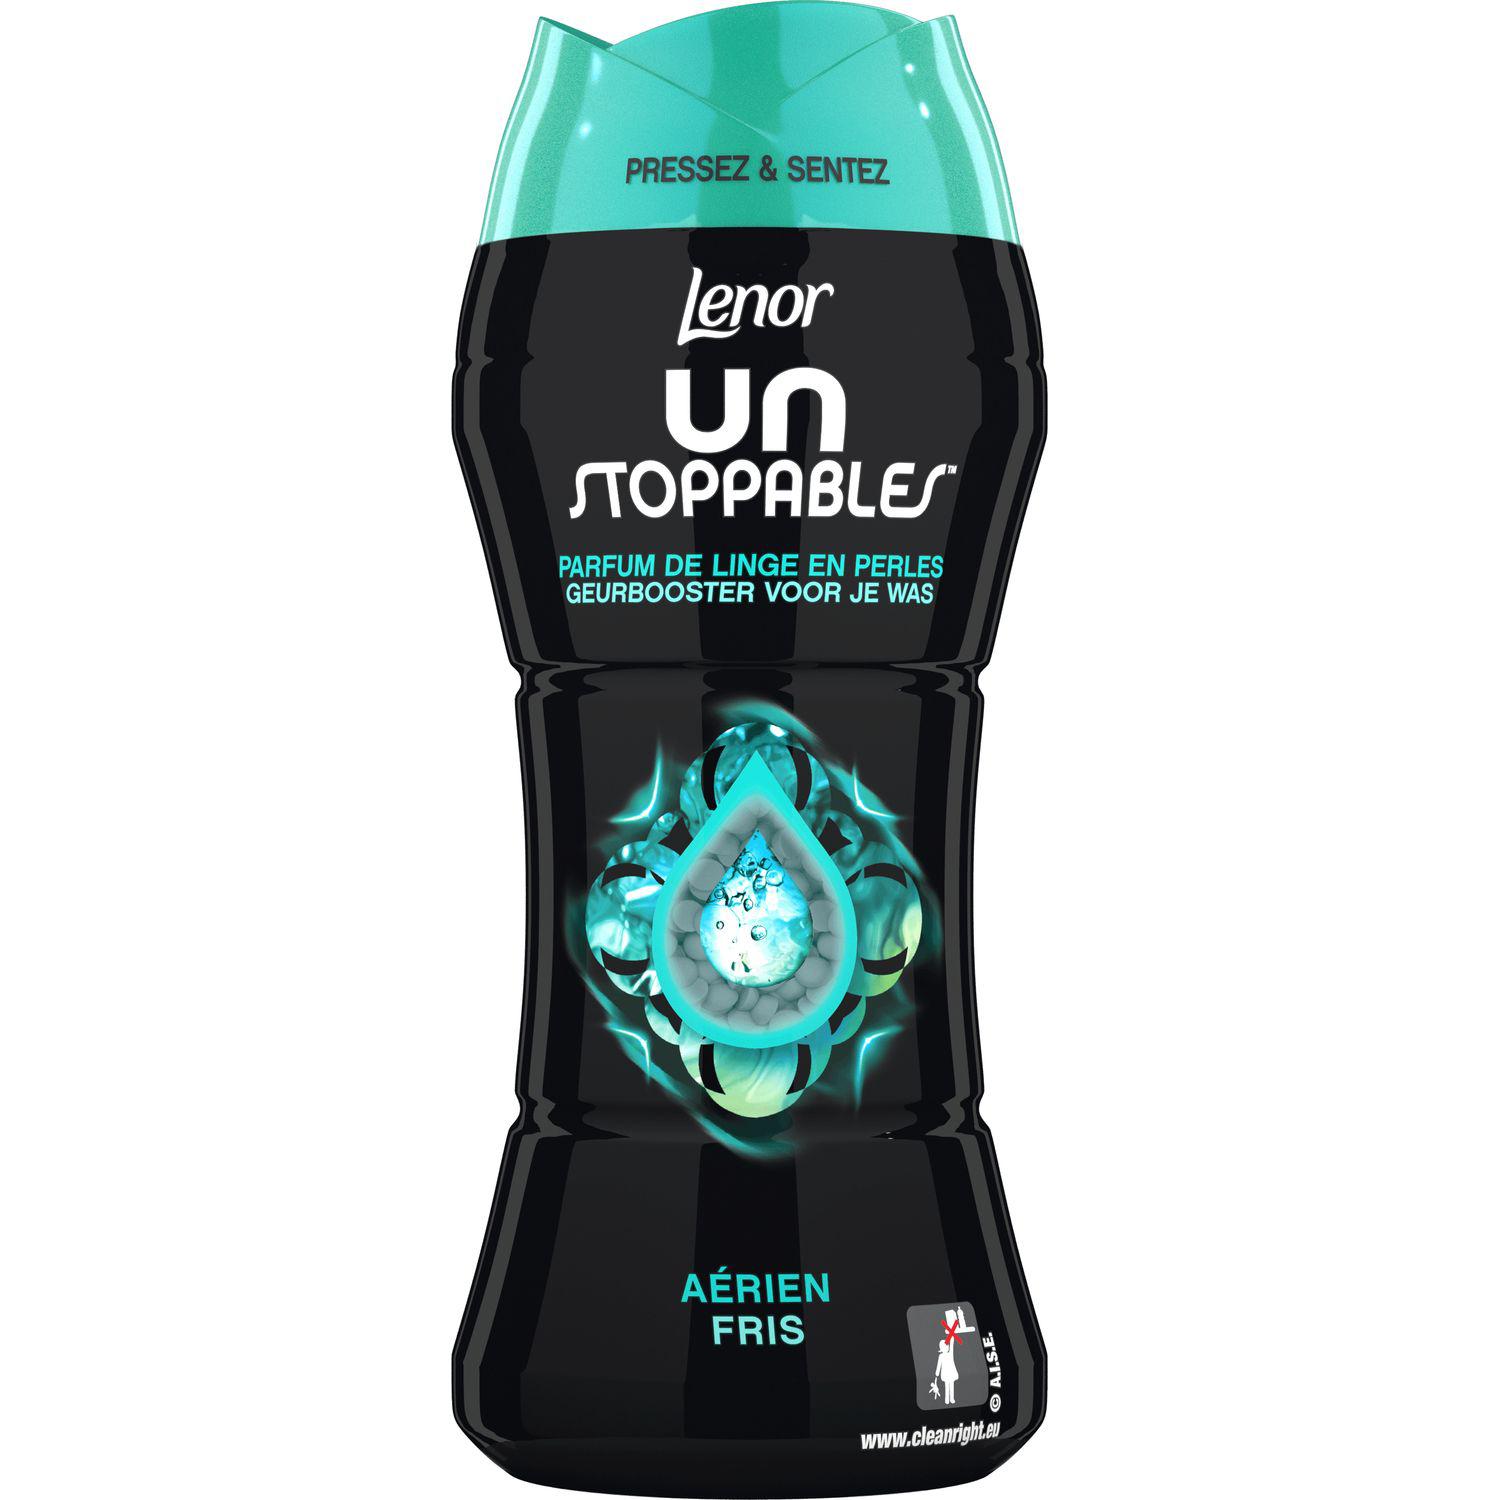 PRESSEZ & SENTEZ
Lenor
UN
STOPPABLES™
PARFUM DE LINGE EN PERLES
GEURBOOSTER VOOR JE WAS
AÉRIEN
FRIS
© A.I.S.E.
www.cleanright.eu